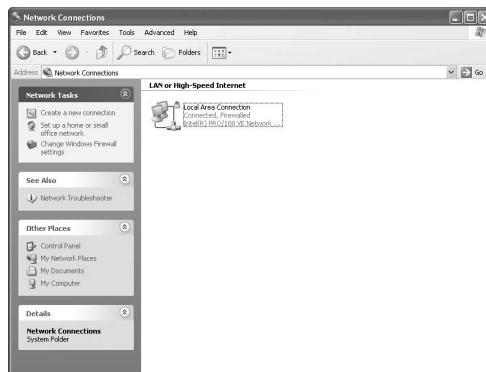 Network Connections
File Edit View Favorites Tools Advanced Help
Back Search Folders
Address Network Connections Go
Network Tasks
Create a new connection
Set up a home or small
office network
Change Windows Firewall
settings
See Also
Network Troubleshooter
Other Places
Control Panel
My Network Places
My Documents
My Computer
Details
Network Connections
System Folder
LAN or High-Speed Internet
Local Area Connection
Connected, Firewalled
Intel(R) PRO/100 VE Network ...